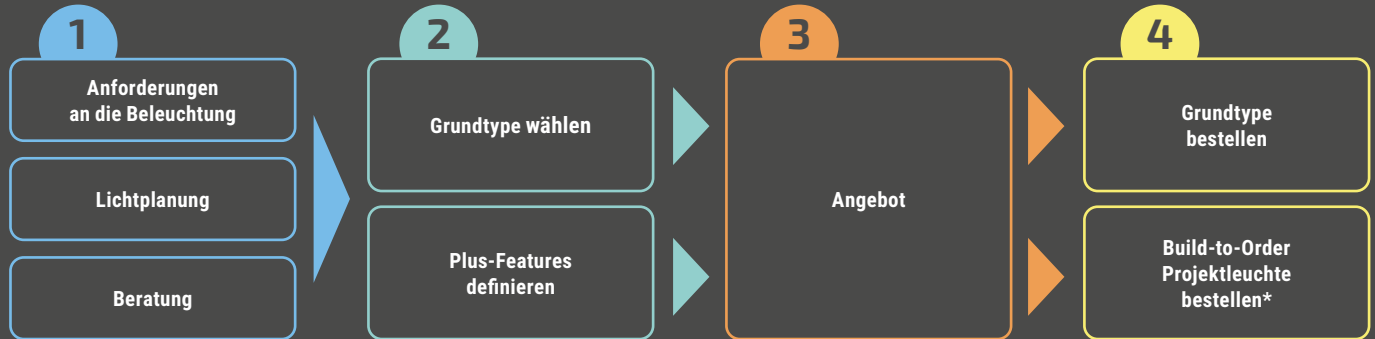 1
Anforderungen
an die Beleuchtung
Lichtplanung
Beratung
2
Grundtype wählen
Plus-Features
definieren
3
Angebot
4
Grundtype
bestellen
Build-to-Order
Projektleuchte
bestellen*